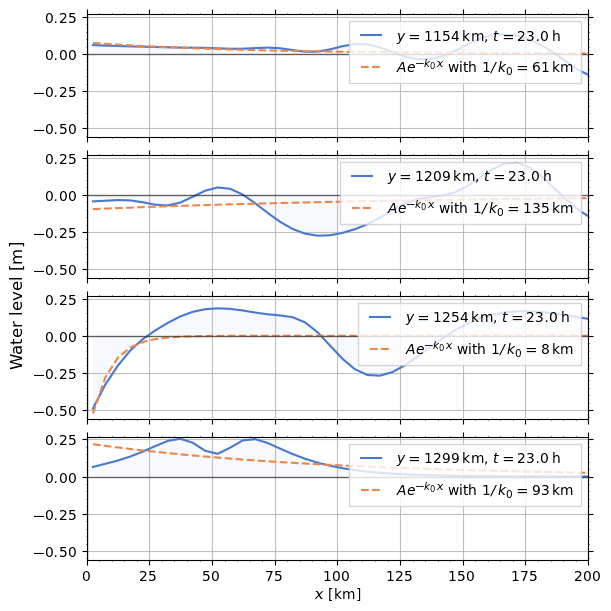 0.25
0.00
−0.25
−0.50
y = 1154 km, t = 23.0 h
Ae^{−k₀x} with 1/k₀ = 61 km
0.25
0.00
−0.25
−0.50
y = 1209 km, t = 23.0 h
Ae^{−k₀x} with 1/k₀ = 135 km
Water level [m]
0.25
0.00
−0.25
−0.50
y = 1254 km, t = 23.0 h
Ae^{−k₀x} with 1/k₀ = 8 km
0.25
0.00
−0.25
−0.50
y = 1299 km, t = 23.0 h
Ae^{−k₀x} with 1/k₀ = 93 km
0 25 50 75 100 125 150 175 200
x [km]